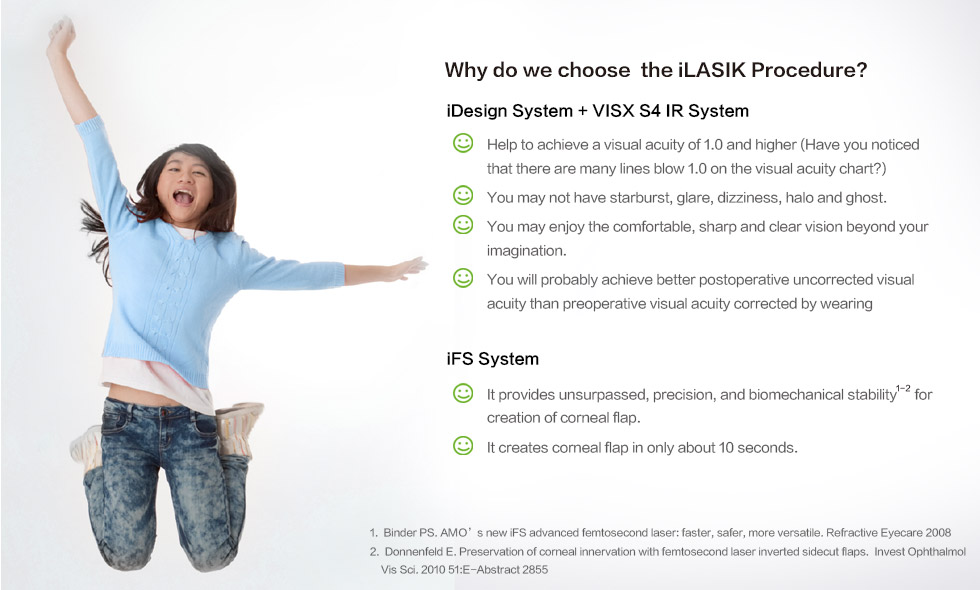 Why do we choose the iLASIK Procedure?
iDesign System + VISX S4 IR System
Help to achieve a visual acuity of 1.0 and higher (Have you noticed
that there are many lines blow 1.0 on the visual acuity chart?)
You may not have starburst, glare, dizziness, halo and ghost.
You may enjoy the comfortable, sharp and clear vision beyond your
imagination.
You will probably achieve better postoperative uncorrected visual
acuity than preoperative visual acuity corrected by wearing
iFS System
It provides unsurpassed, precision, and biomechanical stability¹⁻² for
creation of corneal flap.
It creates corneal flap in only about 10 seconds.
1. Binder PS. AMO’s new iFS advanced femtosecond laser: faster, safer, more versatile. Refractive Eyecare 2008
2. Donnenfeld E. Preservation of corneal innervation with femtosecond laser inverted sidecut flaps. Invest Ophthalmol
Vis Sci. 2010 51:E-Abstract 2855